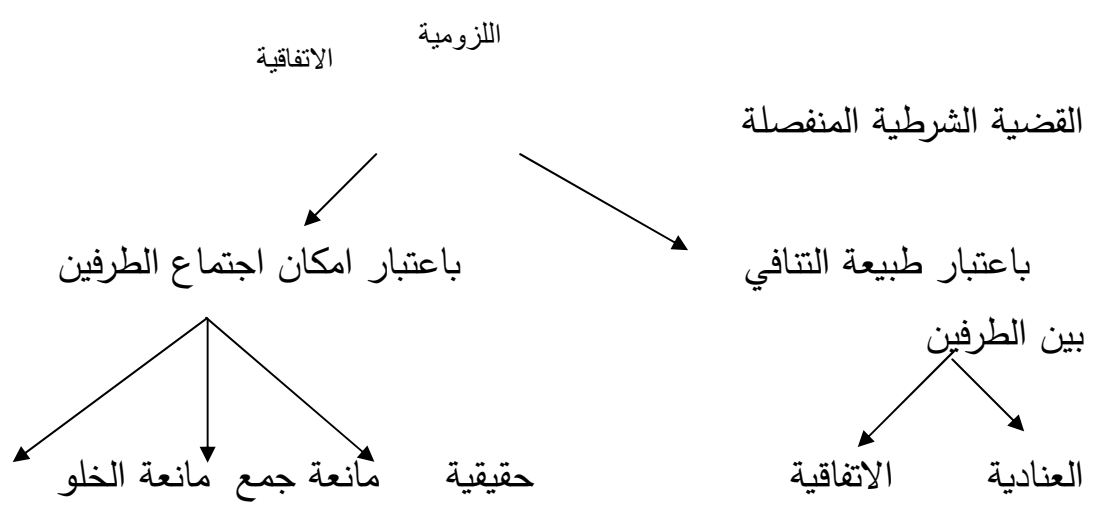 اللزومية
الاتفاقية
القضية الشرطية المنفصلة
باعتبار طبيعة التنافي باعتبار امكان اجتماع الطرفين
بين الطرفين
العنادية الاتفاقية حقيقية مانعة جمع مانعة الخلو